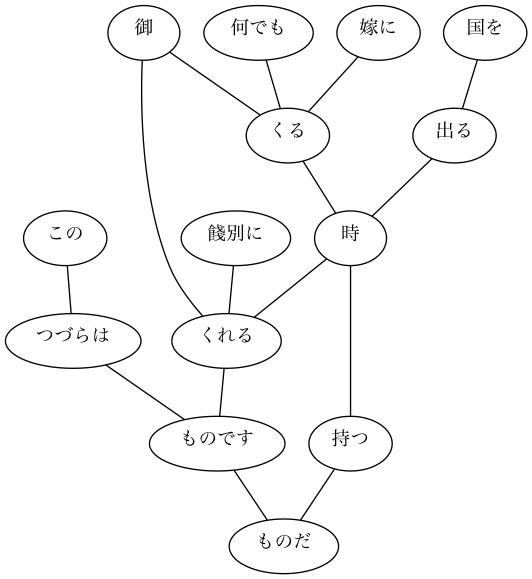 御 何でも 嫁に 国を
くる 出る
この 餞別に 時
つづらは くれる
ものです 持つ
ものだ